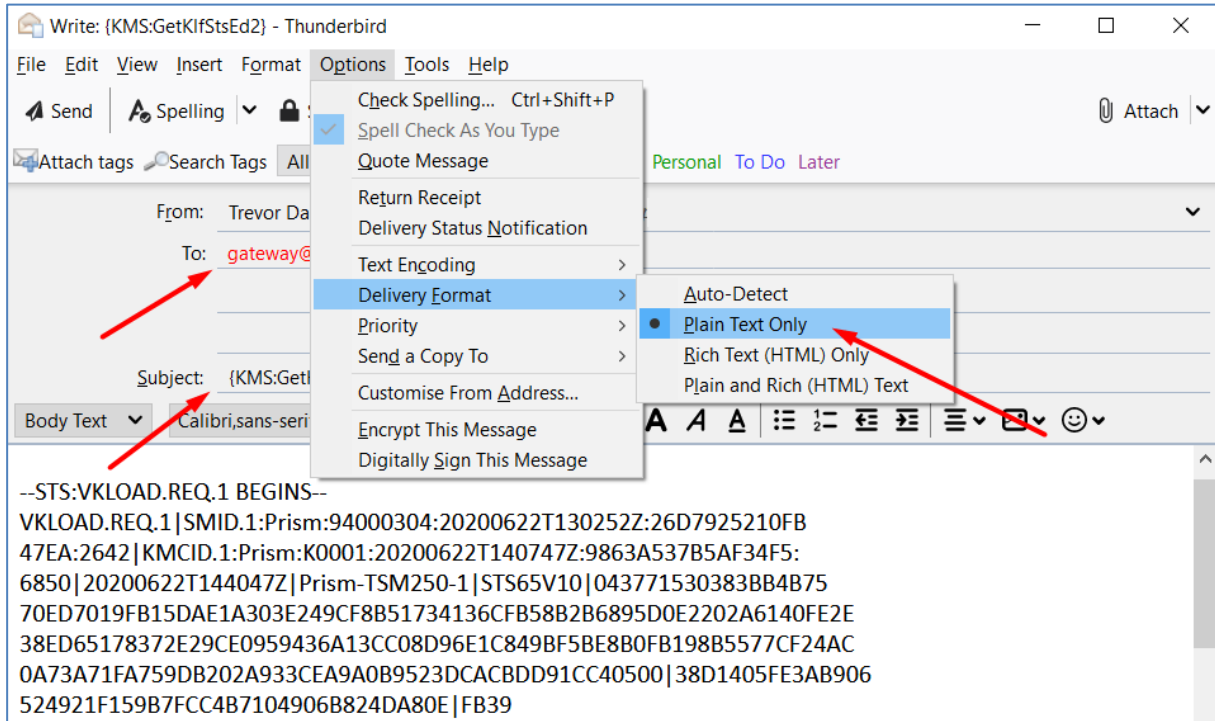 Write: {KMS:GetKlfStsEd2} - Thunderbird
File Edit View Insert Format Options Tools Help
Send Spelling Check Spelling... Ctrl+Shift+P Attach
Spell Check As You Type
Attach tags Search Tags All Quote Message Personal To Do Later
Return Receipt
From: Trevor Da
Delivery Status Notification
To: gateway@
Text Encoding
Delivery Format Auto-Detect
Priority Plain Text Only
Send a Copy To Rich Text (HTML) Only
Subject: {KMS:Get Plain and Rich (HTML) Text
Customise From Address...
Body Text Calibri,sans-seri
Encrypt This Message
Digitally Sign This Message
--STS:VKLOAD.REQ.1 BEGINS--
VKLOAD.REQ.1|SMID.1:Prism:94000304:20200622T130252Z:26D7925210FB
47EA:2642|KMCID.1:Prism:K0001:20200622T140747Z:9863A537B5AF34F5:
6850|20200622T144047Z|Prism-TSM250-1|STS65V10|043771530383BB4B75
70ED7019FB15DAE1A303E249CF8B51734136CFB58B2B6895D0E2202A6140FE2E
38ED65178372E29CE0959436A13CC08D96E1C849BF5BE8B0FB198B5577CF24AC
0A73A71FA759DB202A933CEA9A0B9523DCACBDD91CC40500|38D1405FE3AB906
524921F159B7FCC4B7104906B824DA80E|FB39